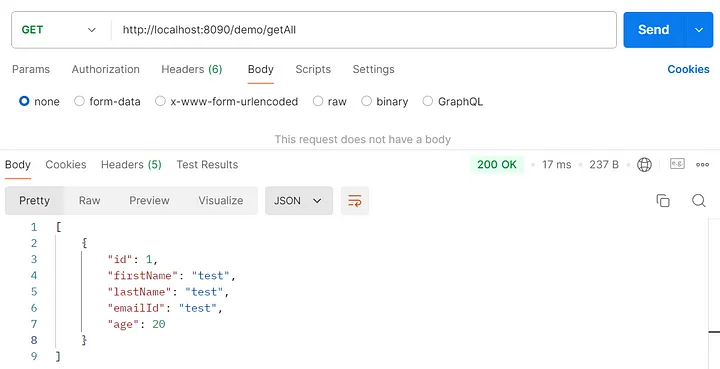 GET http://localhost:8090/demo/getAll Send
Params Authorization Headers (6) Body Scripts Settings Cookies
none form-data x-www-form-urlencoded raw binary GraphQL
This request does not have a body
Body Cookies Headers (5) Test Results 200 OK 17 ms 237 B e.g.
Pretty Raw Preview Visualize JSON
1 [
2 {
3 "id": 1,
4 "firstName": "test",
5 "lastName": "test",
6 "emailId": "test",
7 "age": 20
8 }
9 ]